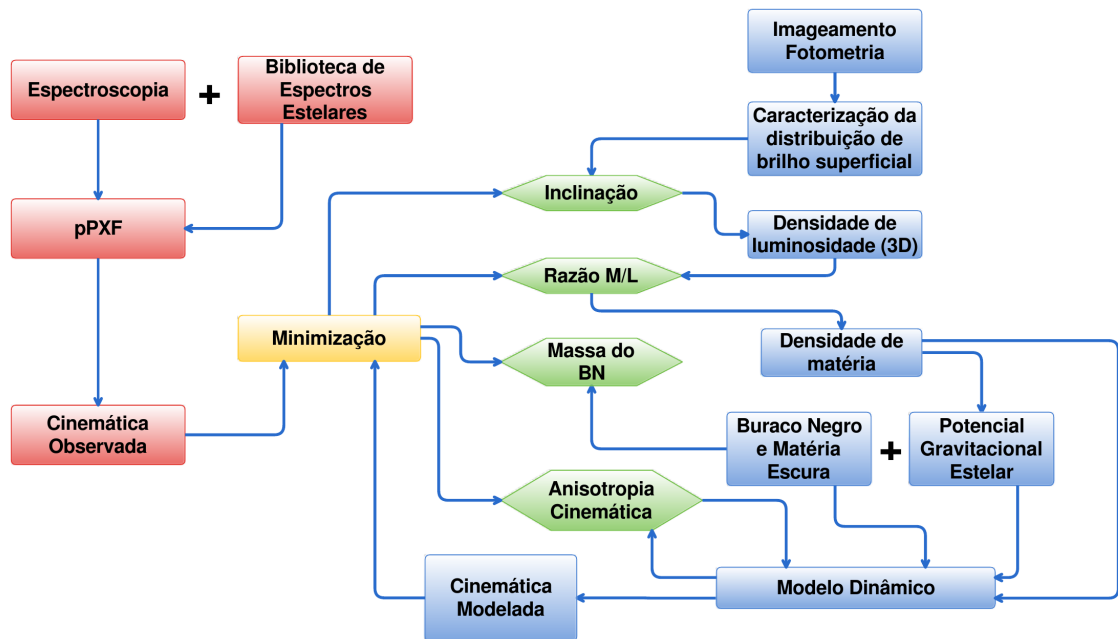 Imageamento
Fotometria
Espectroscopia
+
Biblioteca de
Espectros
Estelares
Caracterização da
distribuição de
brilho superficial
Inclinação
pPXF
Densidade de
luminosidade (3D)
Razão M/L
Minimização
Massa do
BN
Densidade de
matéria
Cinemática
Observada
Buraco Negro
e Matéria
Escura
+
Potencial
Gravitacional
Estelar
Anisotropia
Cinemática
Cinemática
Modelada
Modelo Dinâmico